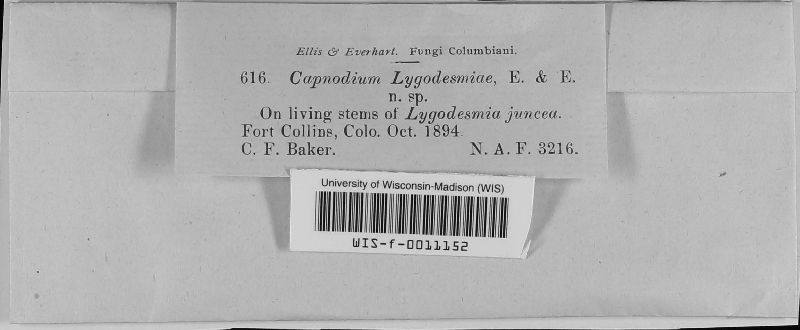 Ellis & Everhart. Fungi Columbiani.
616. Capnodium Lygodesmiae, E. & E.
n. sp.
On living stems of Lygodesmia juncea.
Fort Collins, Colo. Oct. 1894.
C. F. Baker. N. A. F. 3216.
University of Wisconsin-Madison (WIS)
WIS-f-0011152